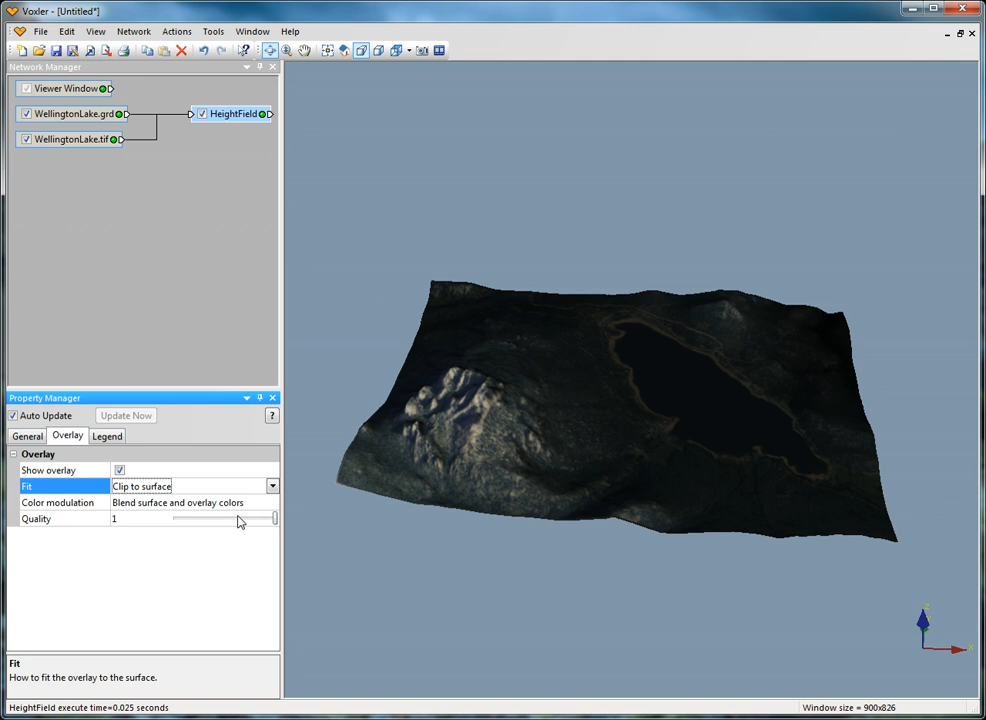 Voxler - [Untitled*]
File Edit View Network Actions Tools Window Help
Network Manager
Viewer Window
WellingtonLake.grd
HeightField
WellingtonLake.tif
Property Manager
Auto Update Update Now ?
General Overlay Legend
Overlay
Show overlay
Fit Clip to surface
Color modulation Blend surface and overlay colors
Quality 1
Fit
How to fit the overlay to the surface.
HeightField execute time=0.025 seconds
Window size = 900x826